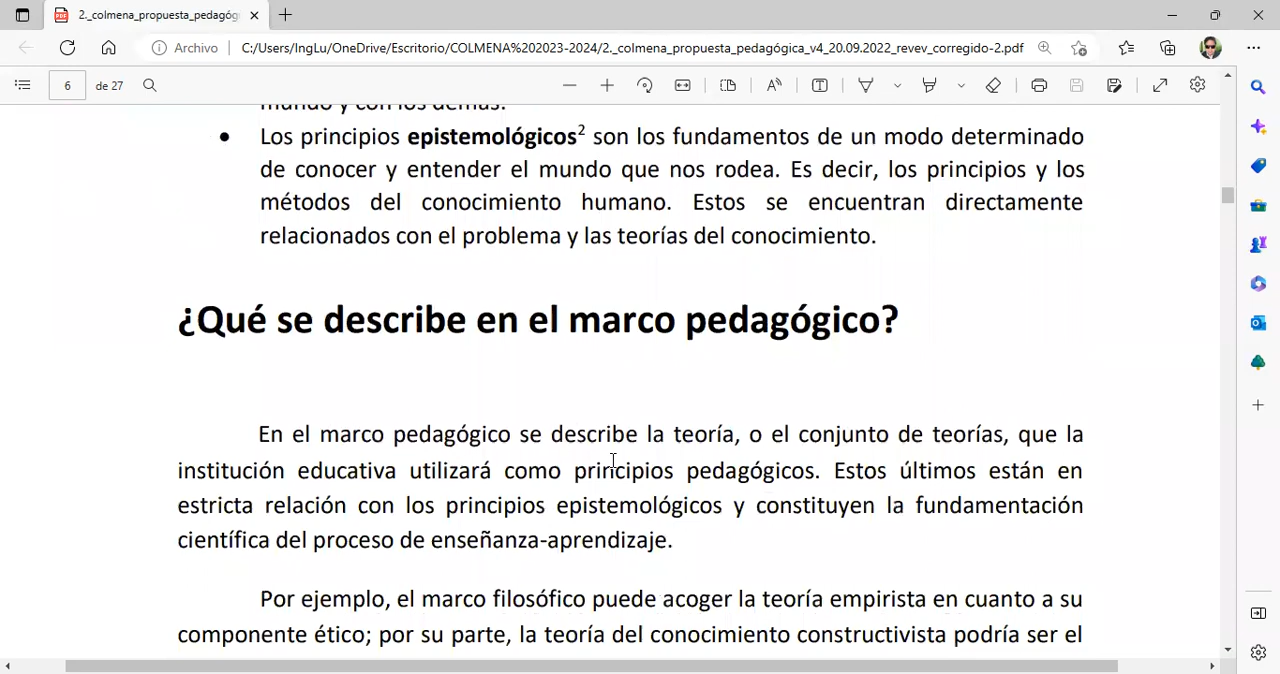 2._colmena_propuesta_pedagóg
Archivo
C:/Users/IngLu/OneDrive/Escritorio/COLMENA%202023-2024/2._colmena_propuesta_pedagógica_v4_20.09.2022_revev_corregido-2.pdf
6 de 27
mundo y con los demás.
• Los principios epistemológicos² son los fundamentos de un modo determinado
de conocer y entender el mundo que nos rodea. Es decir, los principios y los
métodos del conocimiento humano. Estos se encuentran directamente
relacionados con el problema y las teorías del conocimiento.
¿Qué se describe en el marco pedagógico?
En el marco pedagógico se describe la teoría, o el conjunto de teorías, que la
institución educativa utilizará como principios pedagógicos. Estos últimos están en
estricta relación con los principios epistemológicos y constituyen la fundamentación
científica del proceso de enseñanza-aprendizaje.
Por ejemplo, el marco filosófico puede acoger la teoría empirista en cuanto a su
componente ético; por su parte, la teoría del conocimiento constructivista podría ser el